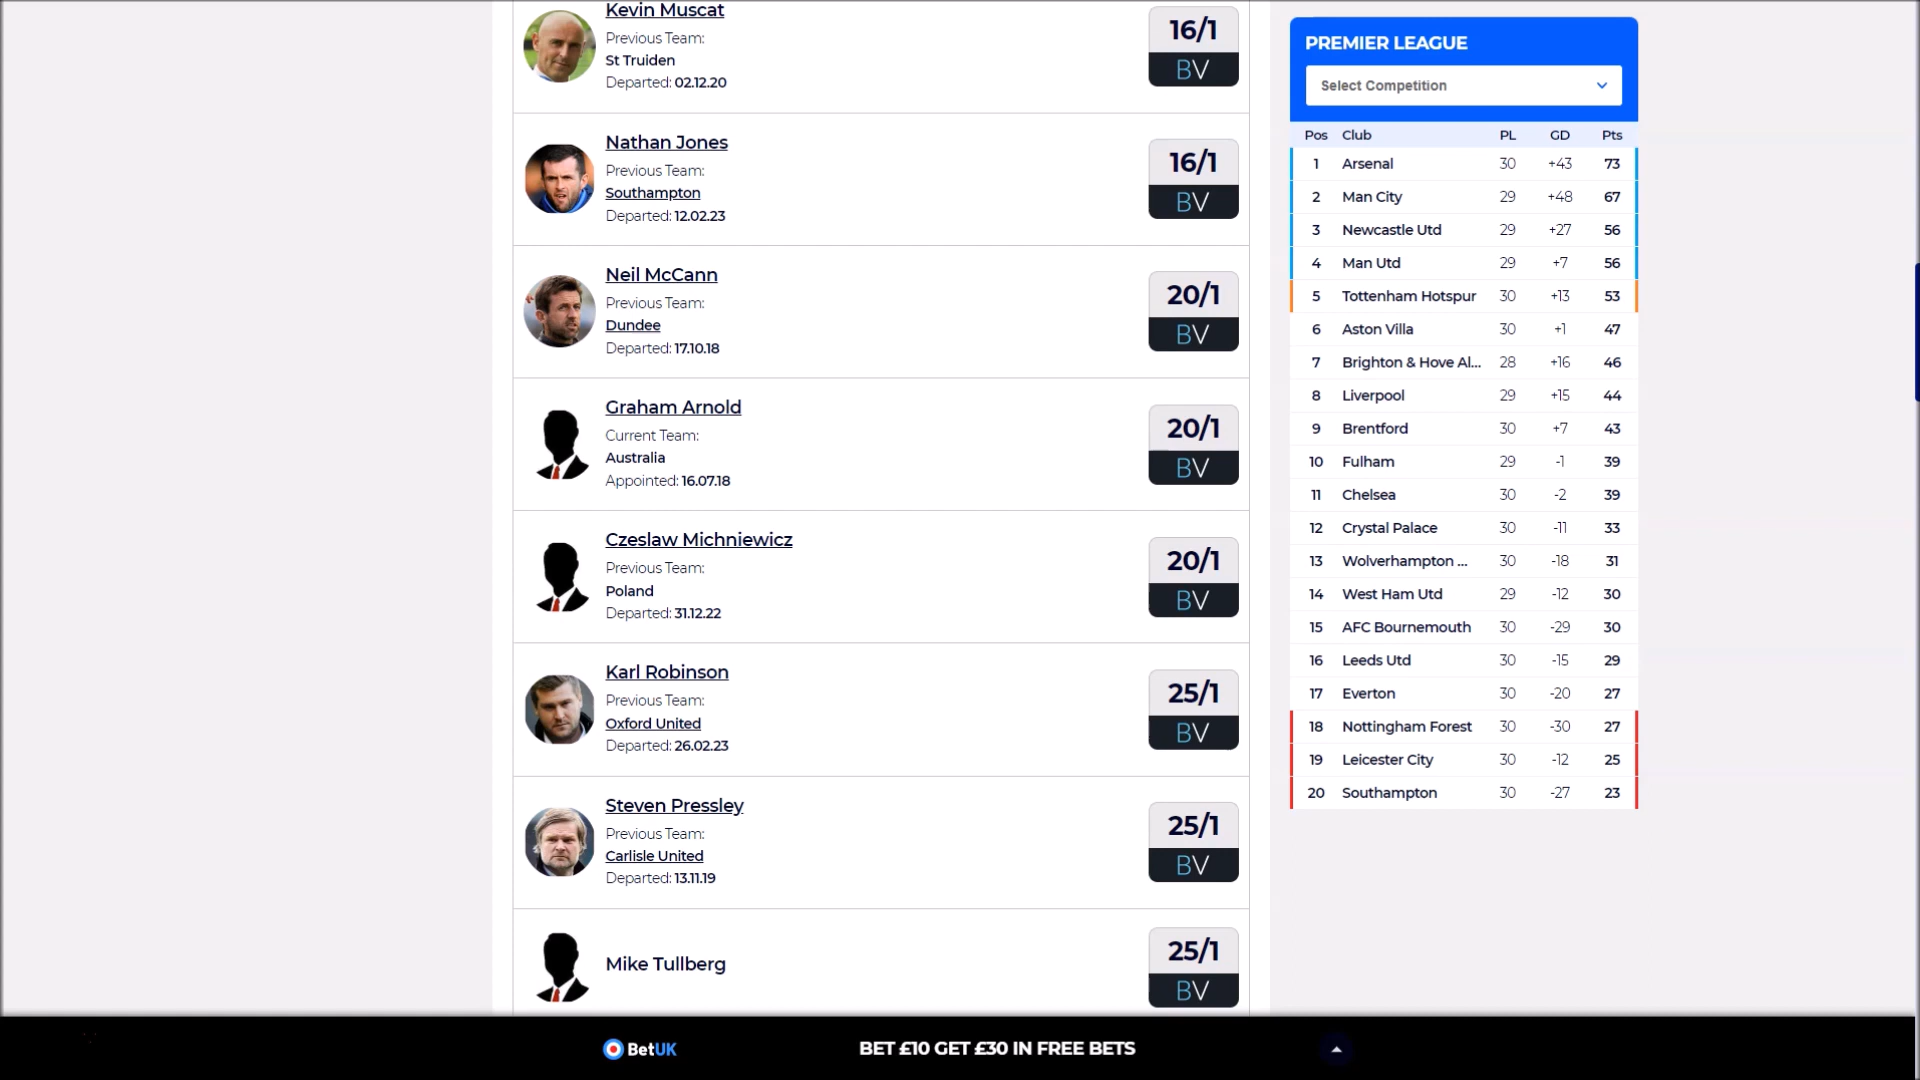 Kevin Muscat
Previous Team:
St Truiden
Departed: 02.12.20
16/1
BV
Nathan Jones
Previous Team:
Southampton
Departed: 12.02.23
16/1
BV
Neil McCann
Previous Team:
Dundee
Departed: 17.10.18
20/1
BV
Graham Arnold
Current Team:
Australia
Appointed: 16.07.18
20/1
BV
Czeslaw Michniewicz
Previous Team:
Poland
Departed: 31.12.22
20/1
BV
Karl Robinson
Previous Team:
Oxford United
Departed: 26.02.23
25/1
BV
Steven Pressley
Previous Team:
Carlisle United
Departed: 13.11.19
25/1
BV
Mike Tullberg
25/1
BV
PREMIER LEAGUE
Select Competition
Pos Club PL GD Pts
1 Arsenal 30 +43 73
2 Man City 29 +48 67
3 Newcastle Utd 29 +27 56
4 Man Utd 29 +7 56
5 Tottenham Hotspur 30 +13 53
6 Aston Villa 30 +1 47
7 Brighton & Hove Al... 28 +16 46
8 Liverpool 29 +15 44
9 Brentford 30 +7 43
10 Fulham 29 -1 39
11 Chelsea 30 -2 39
12 Crystal Palace 30 -11 33
13 Wolverhampton ... 30 -18 31
14 West Ham Utd 29 -12 30
15 AFC Bournemouth 30 -29 30
16 Leeds Utd 30 -15 29
17 Everton 30 -20 27
18 Nottingham Forest 30 -30 27
19 Leicester City 30 -12 25
20 Southampton 30 -27 23
BetUK
BET £10 GET £30 IN FREE BETS